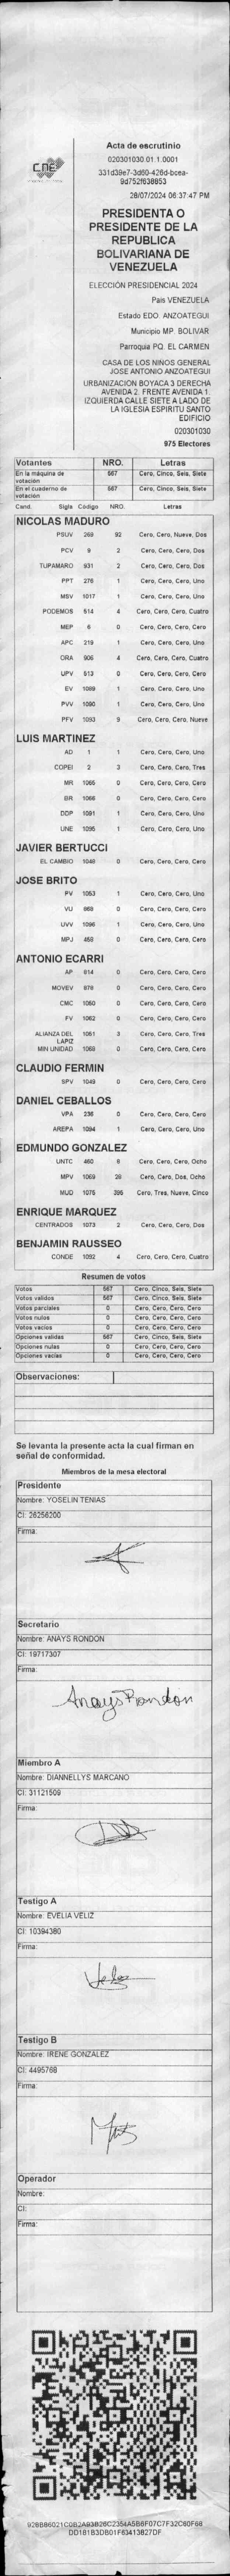 CNE
Acta de escrutinio
020301030.01.1.0001
331d39e7-3d60-426d-bcea-
9d752f638853
28/07/2024 06:37:47 PM
PRESIDENTA O
PRESIDENTE DE LA
REPUBLICA
BOLIVARIANA DE
VENEZUELA
ELECCIÓN PRESIDENCIAL 2024
País VENEZUELA
Estado EDO. ANZOATEGUI
Municipio MP. BOLIVAR
Parroquia PQ. EL CARMEN
CASA DE LOS NIÑOS GENERAL
JOSE ANTONIO ANZOATEGUI
URBANIZACIÓN BOYACA 3 DERECHA
AVENIDA 2. FRENTE AVENIDA 1.
IZQUIERDA CALLE SIETE A LADO DE
LA IGLESIA ESPIRITU SANTO
EDIFICIO
020301030
975 Electores
Votantes NRO. Letras
En la máquina de votación 567 Cero, Cinco, Seis, Siete
En el cuaderno de votación 567 Cero, Cinco, Seis, Siete
Cand. Sigla Código NRO. Letras
NICOLAS MADURO
PSUV 269 92 Cero, Cero, Nueve, Dos
PCV 9 2 Cero, Cero, Cero, Dos
TUPAMARO 931 2 Cero, Cero, Cero, Dos
PPT 276 1 Cero, Cero, Cero, Uno
MSV 1017 1 Cero, Cero, Cero, Uno
PODEMOS 514 4 Cero, Cero, Cero, Cuatro
MEP 6 0 Cero, Cero, Cero, Cero
APC 219 1 Cero, Cero, Cero, Uno
ORA 906 4 Cero, Cero, Cero, Cuatro
UPV 513 0 Cero, Cero, Cero, Cero
EV 1089 1 Cero, Cero, Cero, Uno
PVV 1090 1 Cero, Cero, Cero, Uno
PFV 1093 9 Cero, Cero, Cero, Nueve
LUIS MARTINEZ
AD 1 1 Cero, Cero, Cero, Uno
COPEI 2 3 Cero, Cero, Cero, Tres
MR 1065 0 Cero, Cero, Cero, Cero
BR 1066 0 Cero, Cero, Cero, Cero
DDP 1091 1 Cero, Cero, Cero, Uno
UNE 1095 1 Cero, Cero, Cero, Uno
JAVIER BERTUCCI
EL CAMBIO 1048 0 Cero, Cero, Cero, Cero
JOSE BRITO
PV 1053 1 Cero, Cero, Cero, Uno
VU 868 0 Cero, Cero, Cero, Cero
UVV 1096 1 Cero, Cero, Cero, Uno
MPJ 458 0 Cero, Cero, Cero, Cero
ANTONIO ECARRI
AP 814 0 Cero, Cero, Cero, Cero
MOVEV 878 0 Cero, Cero, Cero, Cero
CMC 1060 0 Cero, Cero, Cero, Cero
FV 1062 0 Cero, Cero, Cero, Cero
ALIANZA DEL LAPIZ 1051 3 Cero, Cero, Cero, Tres
MIN UNIDAD 1068 0 Cero, Cero, Cero, Cero
CLAUDIO FERMIN
SPV 1049 0 Cero, Cero, Cero, Cero
DANIEL CEBALLOS
VPA 236 0 Cero, Cero, Cero, Cero
AREPA 1094 1 Cero, Cero, Cero, Uno
EDMUNDO GONZALEZ
UNTC 460 8 Cero, Cero, Cero, Ocho
MPV 1069 28 Cero, Cero, Dos, Ocho
MUD 1075 395 Cero, Tres, Nueve, Cinco
ENRIQUE MARQUEZ
CENTRADOS 1073 2 Cero, Cero, Cero, Dos
BENJAMIN RAUSSEO
CONDE 1092 4 Cero, Cero, Cero, Cuatro
Resumen de votos
Votos 567 Cero, Cinco, Seis, Siete
Votos validos 567 Cero, Cinco, Seis, Siete
Votos parciales 0 Cero, Cero, Cero, Cero
Votos nulos 0 Cero, Cero, Cero, Cero
Votos vacios 0 Cero, Cero, Cero, Cero
Opciones validas 567 Cero, Cinco, Seis, Siete
Opciones nulas 0 Cero, Cero, Cero, Cero
Opciones vacias 0 Cero, Cero, Cero, Cero
Observaciones:
Se levanta la presente acta la cual firman en
señal de conformidad.
Miembros de la mesa electoral
Presidente
Nombre: YOSELIN TENIAS
CI: 26256200
Firma:
Secretario
Nombre: ANAYS RONDON
CI: 19717307
Firma:
Anays Rondon
Miembro A
Nombre: DIANNELLYS MARCANO
CI: 31121509
Firma:
Testigo A
Nombre: EVELIA VELIZ
CI: 10394380
Firma:
Testigo B
Nombre: IRENE GONZALEZ
CI: 4495768
Firma:
Operador
Nombre:
CI:
Firma: